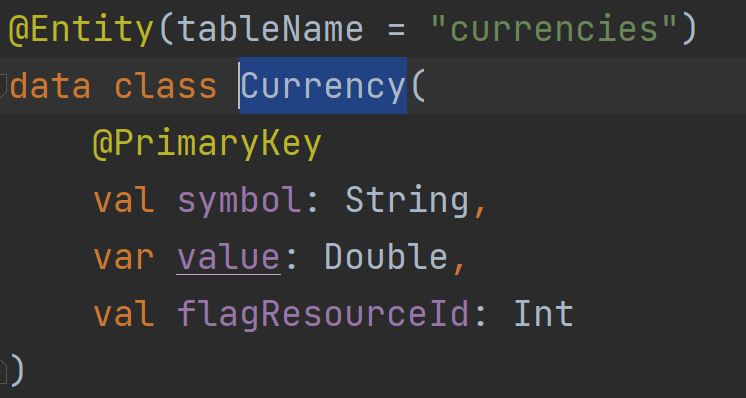 @Entity(tableName = "currencies")
data class Currency(
    @PrimaryKey
    val symbol: String,
    var value: Double,
    val flagResourceId: Int
)